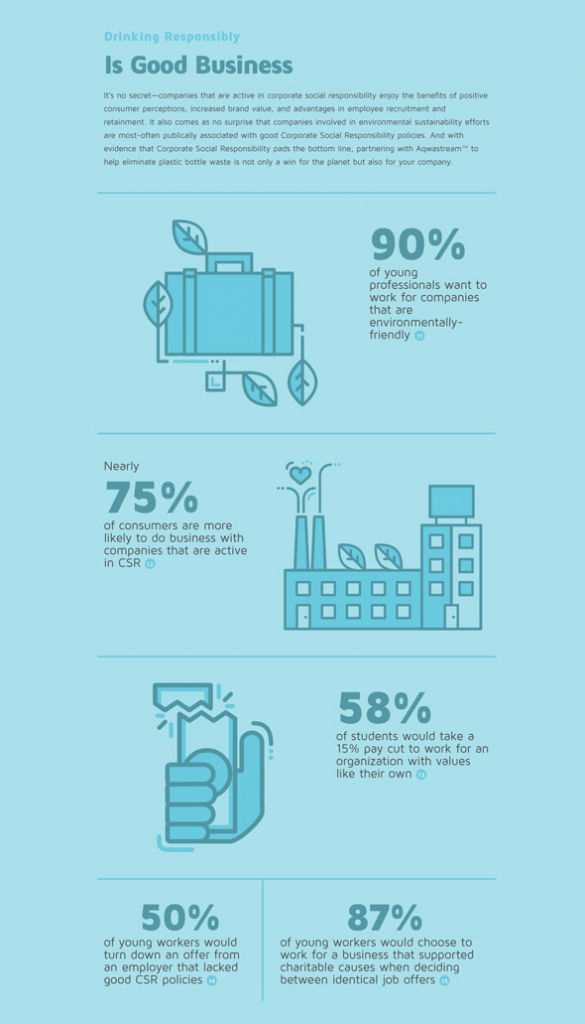 Drinking Responsibly
Is Good Business
It's no secret—companies that are active in corporate social responsibility enjoy the benefits of positive
consumer perceptions, increased brand value, and advantages in employee recruitment and
retainment. It also comes as no surprise that companies involved in environmental sustainability efforts
are most-often publically associated with good Corporate Social Responsibility policies. And with
evidence that Corporate Social Responsibility pads the bottom line, partnering with Aqwastream™ to
help eliminate plastic bottle waste is not only a win for the planet but also for your company.
90%
of young
professionals want to
work for companies
that are
environmentally-
friendly 11
Nearly
75%
of consumers are more
likely to do business with
companies that are active
in CSR 12
58%
of students would take a
15% pay cut to work for an
organization with values
like their own 13
50%
of young workers would
turn down an offer from
an employer that lacked
good CSR policies 14
87%
of young workers would choose to
work for a business that supported
charitable causes when deciding
between identical job offers 15